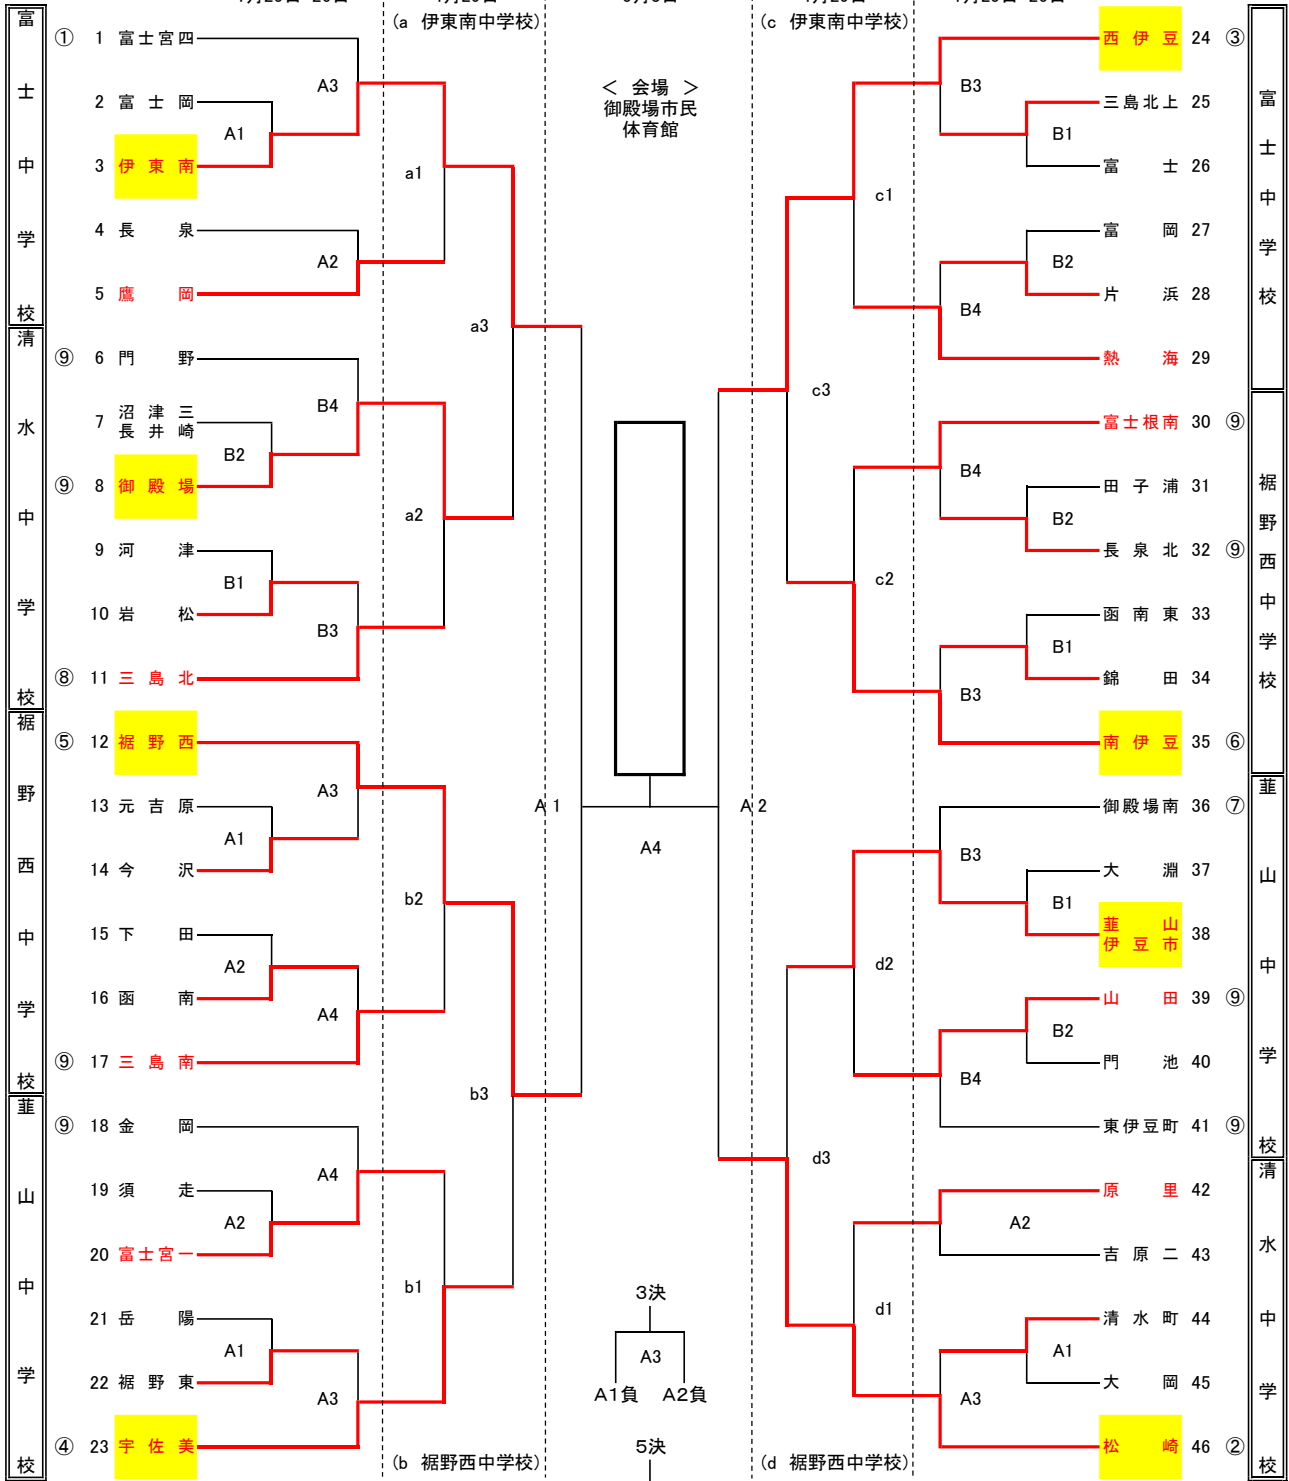 (a 伊東南中学校)
(c 伊東南中学校)
富士中学校
① 1 富士宮四
2 富士岡
3 伊東南
4 長泉
5 鷹岡
A3
A1
A2
a1
清水中学校
⑨ 6 門野
7 沼津三
長井崎
⑨ 8 御殿場
9 河津
10 岩松
⑧ 11 三島北
B4
B2
B1
B3
a2
a3
裾野西中学校
⑤ 12 裾野西
13 元吉原
14 今沢
15 下田
16 函南
⑨ 17 三島南
A3
A1
A2
A4
b2
b3
韮山中学校
⑨ 18 金岡
19 須走
20 富士宮一
21 岳陽
22 裾野東
④ 23 宇佐美
A4
A2
A1
A3
b1
(b 裾野西中学校)
< 会場 >
御殿場市民
体育館
A1
A2
A4
3決
A3
A1負 A2負
5決
西伊豆 24 ③
三島北上 25
富士 26
富岡 27
片浜 28
熱海 29
B3
B1
B2
B4
c1
富士中学校
c3
富士根南 30 ⑨
田子浦 31
長泉北 32 ⑨
函南東 33
錦田 34
南伊豆 35 ⑥
B4
B2
B1
B3
c2
裾野西中学校
御殿場南 36 ⑦
大淵 37
韮山
伊豆市 38
山田 39 ⑨
門池 40
東伊豆町 41 ⑨
B3
B1
B2
B4
d2
韮山中学校
d3
原里 42
吉原二 43
清水町 44
大岡 45
松崎 46 ②
A2
A1
A3
d1
清水中学校
(d 裾野西中学校)